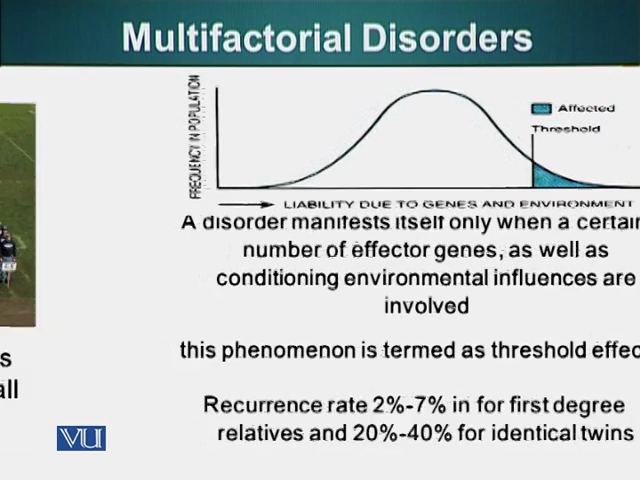 Multifactorial Disorders
FREQUENCY IN POPULATION
Affected
Threshold
LIABILITY DUE TO GENES AND ENVIRONMENT
A disorder manifests itself only when a certain
number of effector genes, as well as
conditioning environmental influences are
involved
this phenomenon is termed as threshold effec
Recurrence rate 2%-7% in for first degree
relatives and 20%-40% for identical twins
s
all
VU